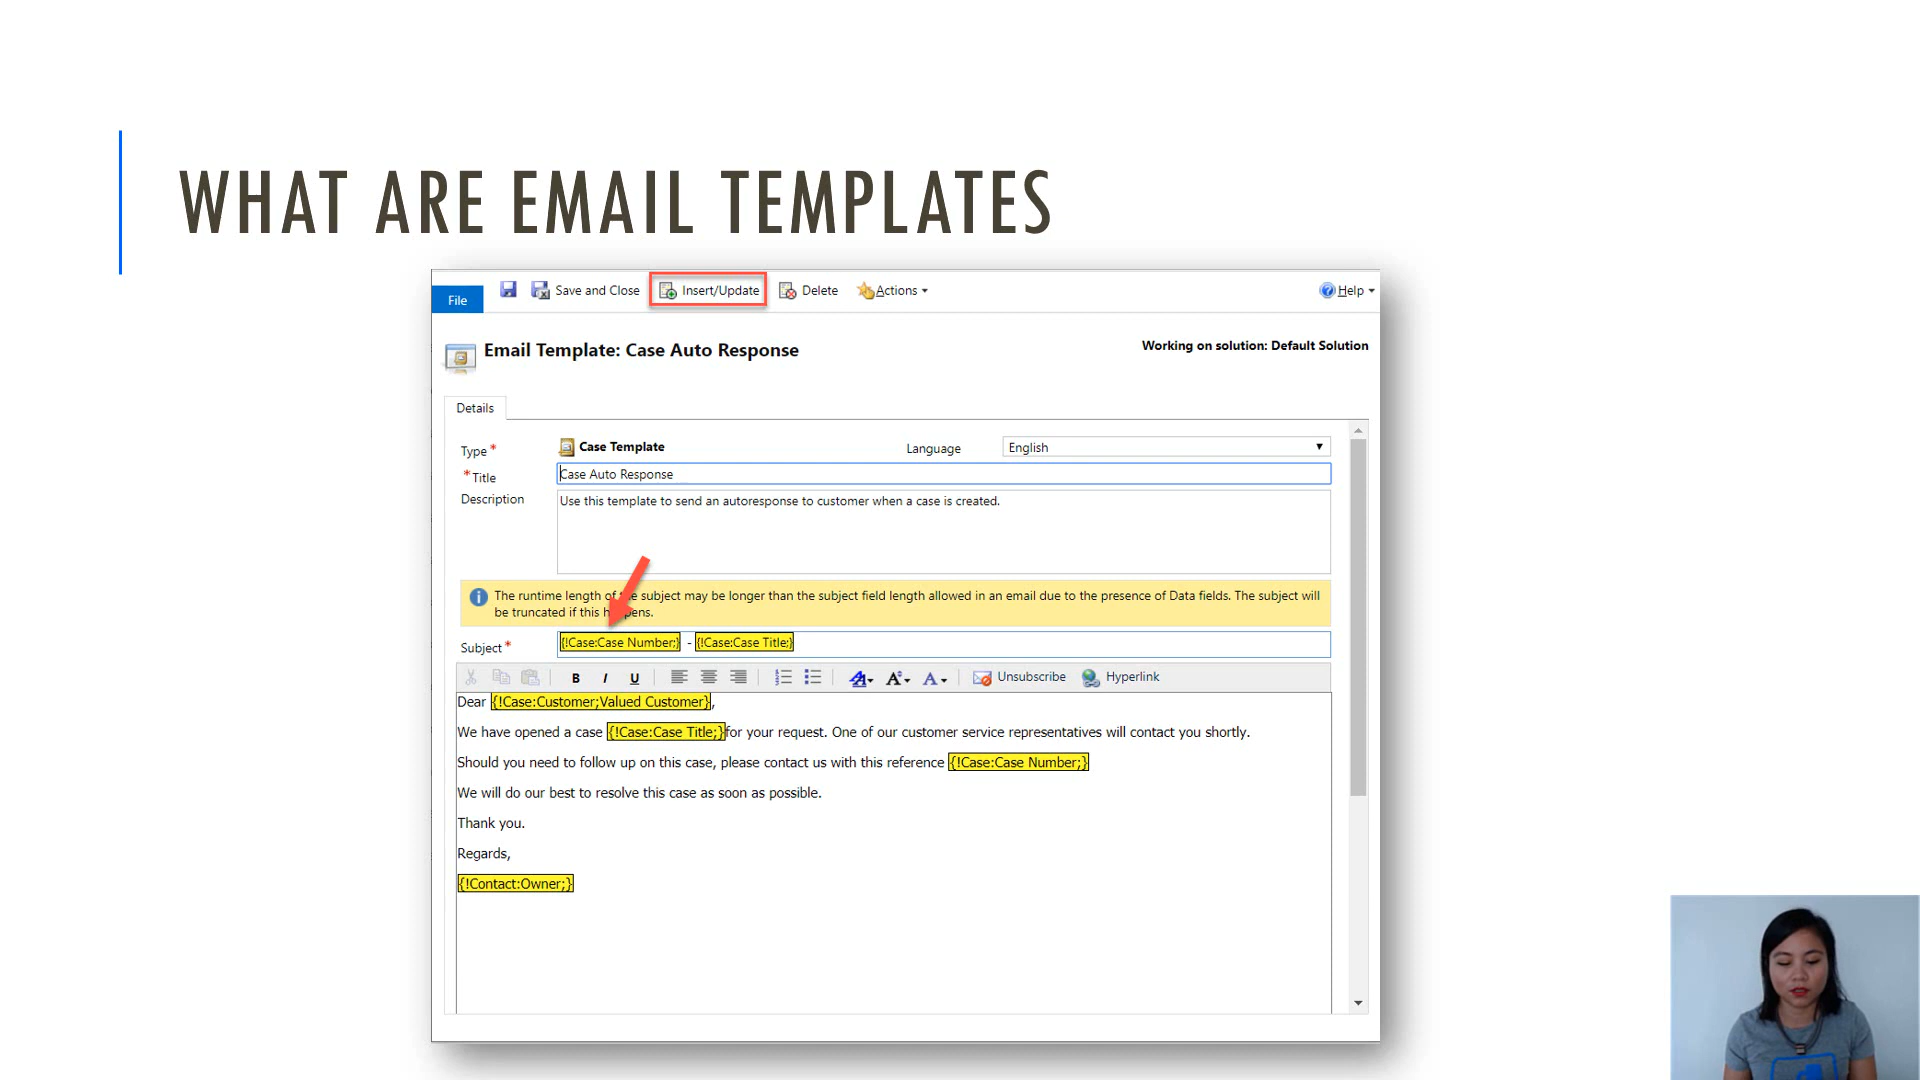 WHAT ARE EMAIL TEMPLATES
File
Save and Close
Insert/Update
Delete
Actions
Help
Email Template: Case Auto Response
Working on solution: Default Solution
Details
Type *
Case Template
Language
English
* Title
Case Auto Response
Description
Use this template to send an autoresponse to customer when a case is created.
The runtime length of subject may be longer than the subject field length allowed in an email due to the presence of Data fields. The subject will
be truncated if this
Subject *
{!Case:Case Number;} - {!Case:Case Title;}
B I U
Unsubscribe
Hyperlink
Dear {!Case:Customer;Valued Customer},
We have opened a case {!Case:Case Title;}for your request. One of our customer service representatives will contact you shortly.
Should you need to follow up on this case, please contact us with this reference {!Case:Case Number;}
We will do our best to resolve this case as soon as possible.
Thank you.
Regards,
{!Contact:Owner;}